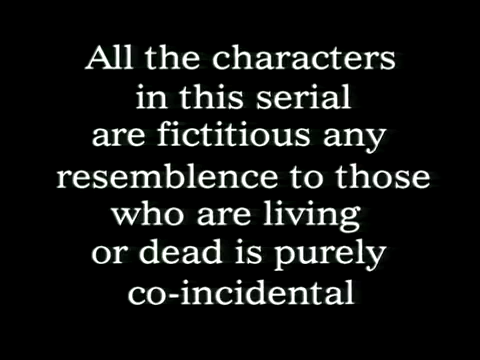 All the characters
in this serial
are fictitious any
resemblence to those
who are living
or dead is purely
co-incidental